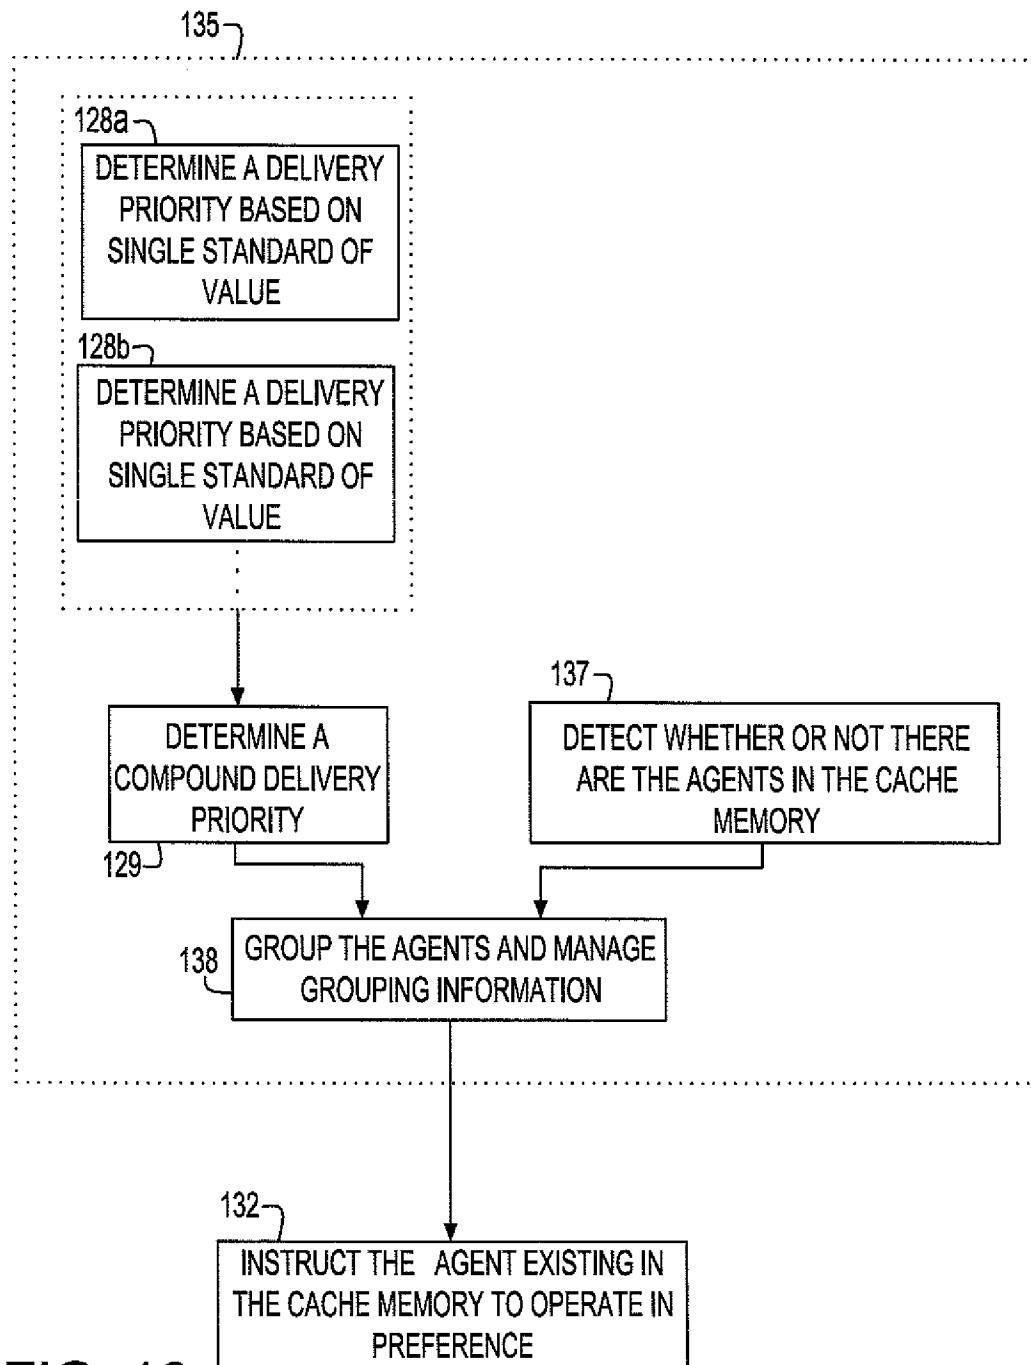 135
128a
DETERMINE A DELIVERY
PRIORITY BASED ON
SINGLE STANDARD OF
VALUE
128b
DETERMINE A DELIVERY
PRIORITY BASED ON
SINGLE STANDARD OF
VALUE
DETERMINE A
COMPOUND DELIVERY
PRIORITY
129
137
DETECT WHETHER OR NOT THERE
ARE THE AGENTS IN THE CACHE
MEMORY
138
GROUP THE AGENTS AND MANAGE
GROUPING INFORMATION
132
INSTRUCT THE AGENT EXISTING IN
THE CACHE MEMORY TO OPERATE IN
PREFERENCE